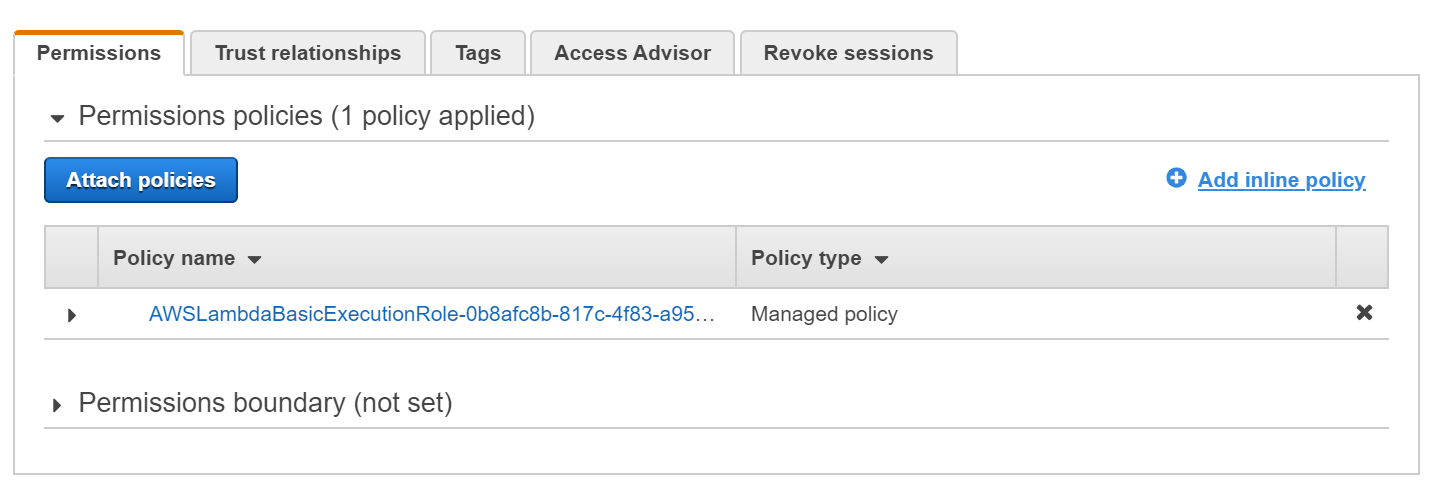 Permissions Trust relationships Tags Access Advisor Revoke sessions
Permissions policies (1 policy applied)
Attach policies Add inline policy
Policy name Policy type
AWSLambdaBasicExecutionRole-0b8afc8b-817c-4f83-a95… Managed policy
Permissions boundary (not set)